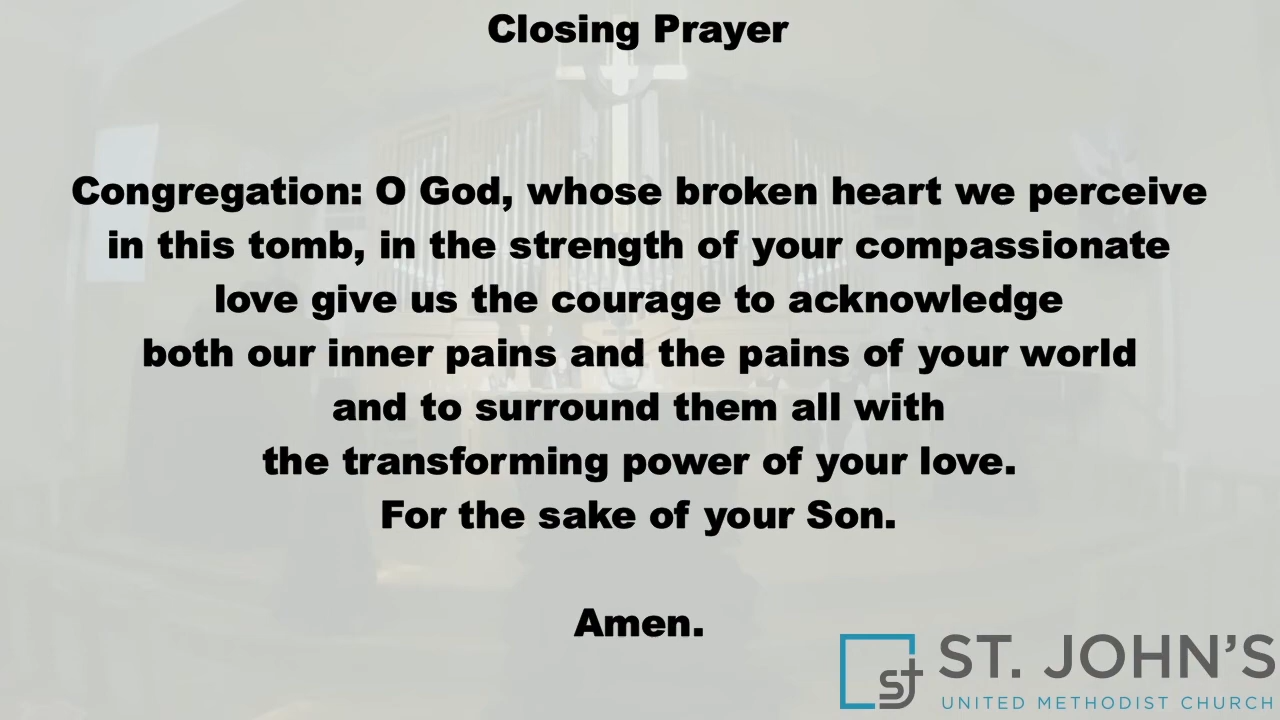 Closing Prayer
Congregation: O God, whose broken heart we perceive
in this tomb, in the strength of your compassionate
love give us the courage to acknowledge
both our inner pains and the pains of your world
and to surround them all with
the transforming power of your love.
For the sake of your Son.
Amen.
stj
ST. JOHN’S
UNITED METHODIST CHURCH